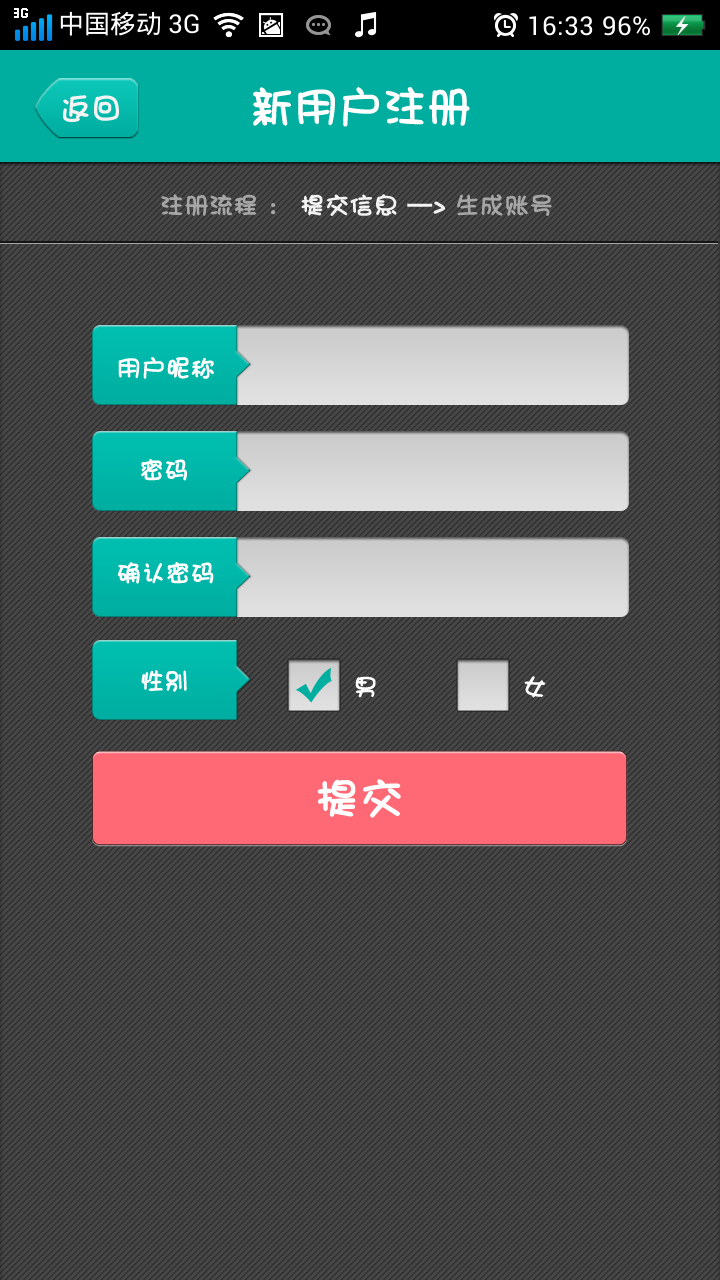 3G 中国移动 3G 16:33 96%
返回 新用户注册
注册流程 ： 提交信息 —> 生成账号
用户昵称
密码
确认密码
性别 男 女
提交